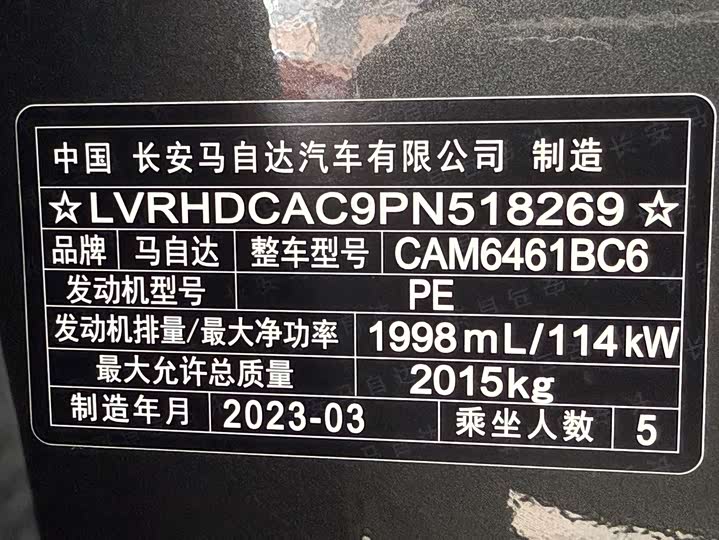 中国 长安马自达汽车有限公司 制造
☆LVRHDCAC9PN518269☆
品牌 马自达 整车型号 CAM6461BC6
发动机型号 PE
发动机排量/最大净功率 1998mL/114kW
最大允许总质量 2015kg
制造年月 2023-03 乘坐人数 5